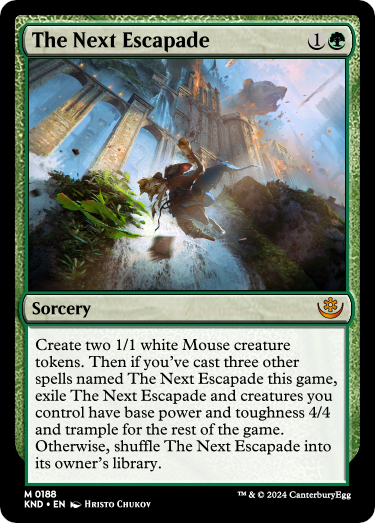 The Next Escapade 1
Sorcery
Create two 1/1 white Mouse creature
tokens. Then if you've cast three other
spells named The Next Escapade this game,
exile The Next Escapade and creatures you
control have base power and toughness 4/4
and trample for the rest of the game.
Otherwise, shuffle The Next Escapade into
its owner's library.
M 0188
KND • EN Hristo Chukov
™ & © 2024 CanterburyEgg